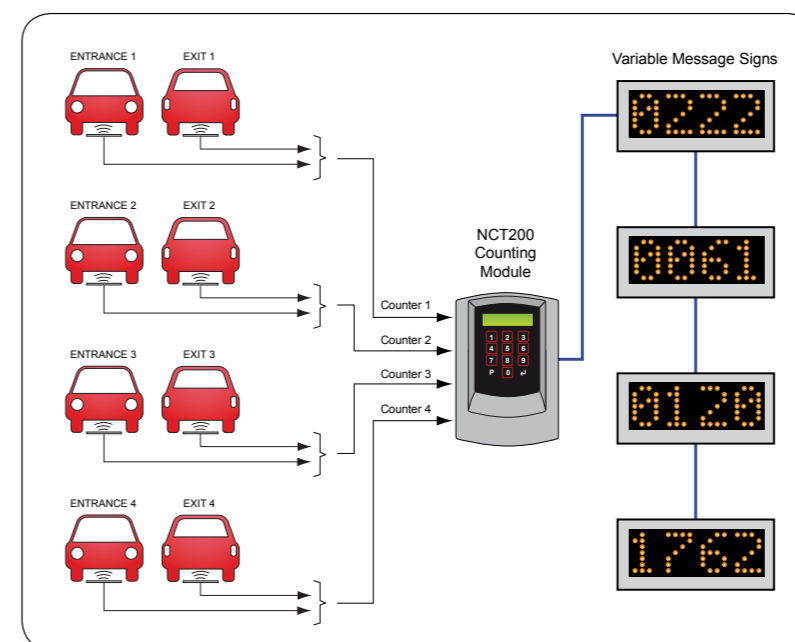 ENTRANCE 1 EXIT 1
Variable Message Signs
0222
ENTRANCE 2 EXIT 2
NCT200
Counting
Module
0061
Counter 1
Counter 2
Counter 3
Counter 4
1 2 3
4 5 6
7 8 9
P 0 ↵
ENTRANCE 3 EXIT 3
0120
ENTRANCE 4 EXIT 4
1762